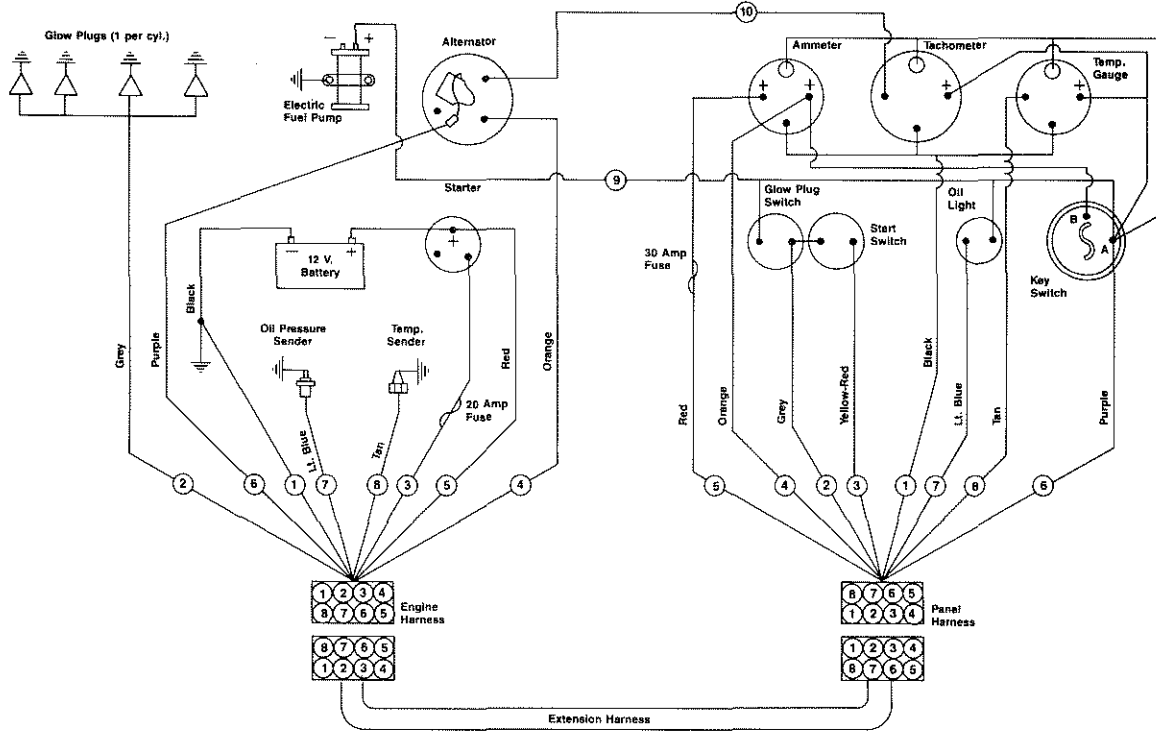 10
Glow Plugs (1 per cyl.)
- +
Electric
Fuel Pump
Alternator
Ammeter
Tachometer
Temp.
Gauge
+ + + +
9
Starter
+
- +
12 V.
Battery
Glow Plug
Switch
Start
Switch
Oil
Light
B
A
Key
Switch
30 Amp
Fuse
Oil Pressure
Sender
Temp.
Sender
20 Amp
Fuse
Grey
Purple
Black
Lt. Blue
Tan
Red
Orange
Red
Orange
Grey
Yellow-Red
Black
Lt. Blue
Tan
Purple
2 6 1 7 8 3 5 4
5 4 2 3 1 7 8 6
1 2 3 4
8 7 6 5
Engine
Harness
8 7 6 5
1 2 3 4
8 7 6 5
1 2 3 4
Panel
Harness
1 2 3 4
8 7 6 5
Extension Harness